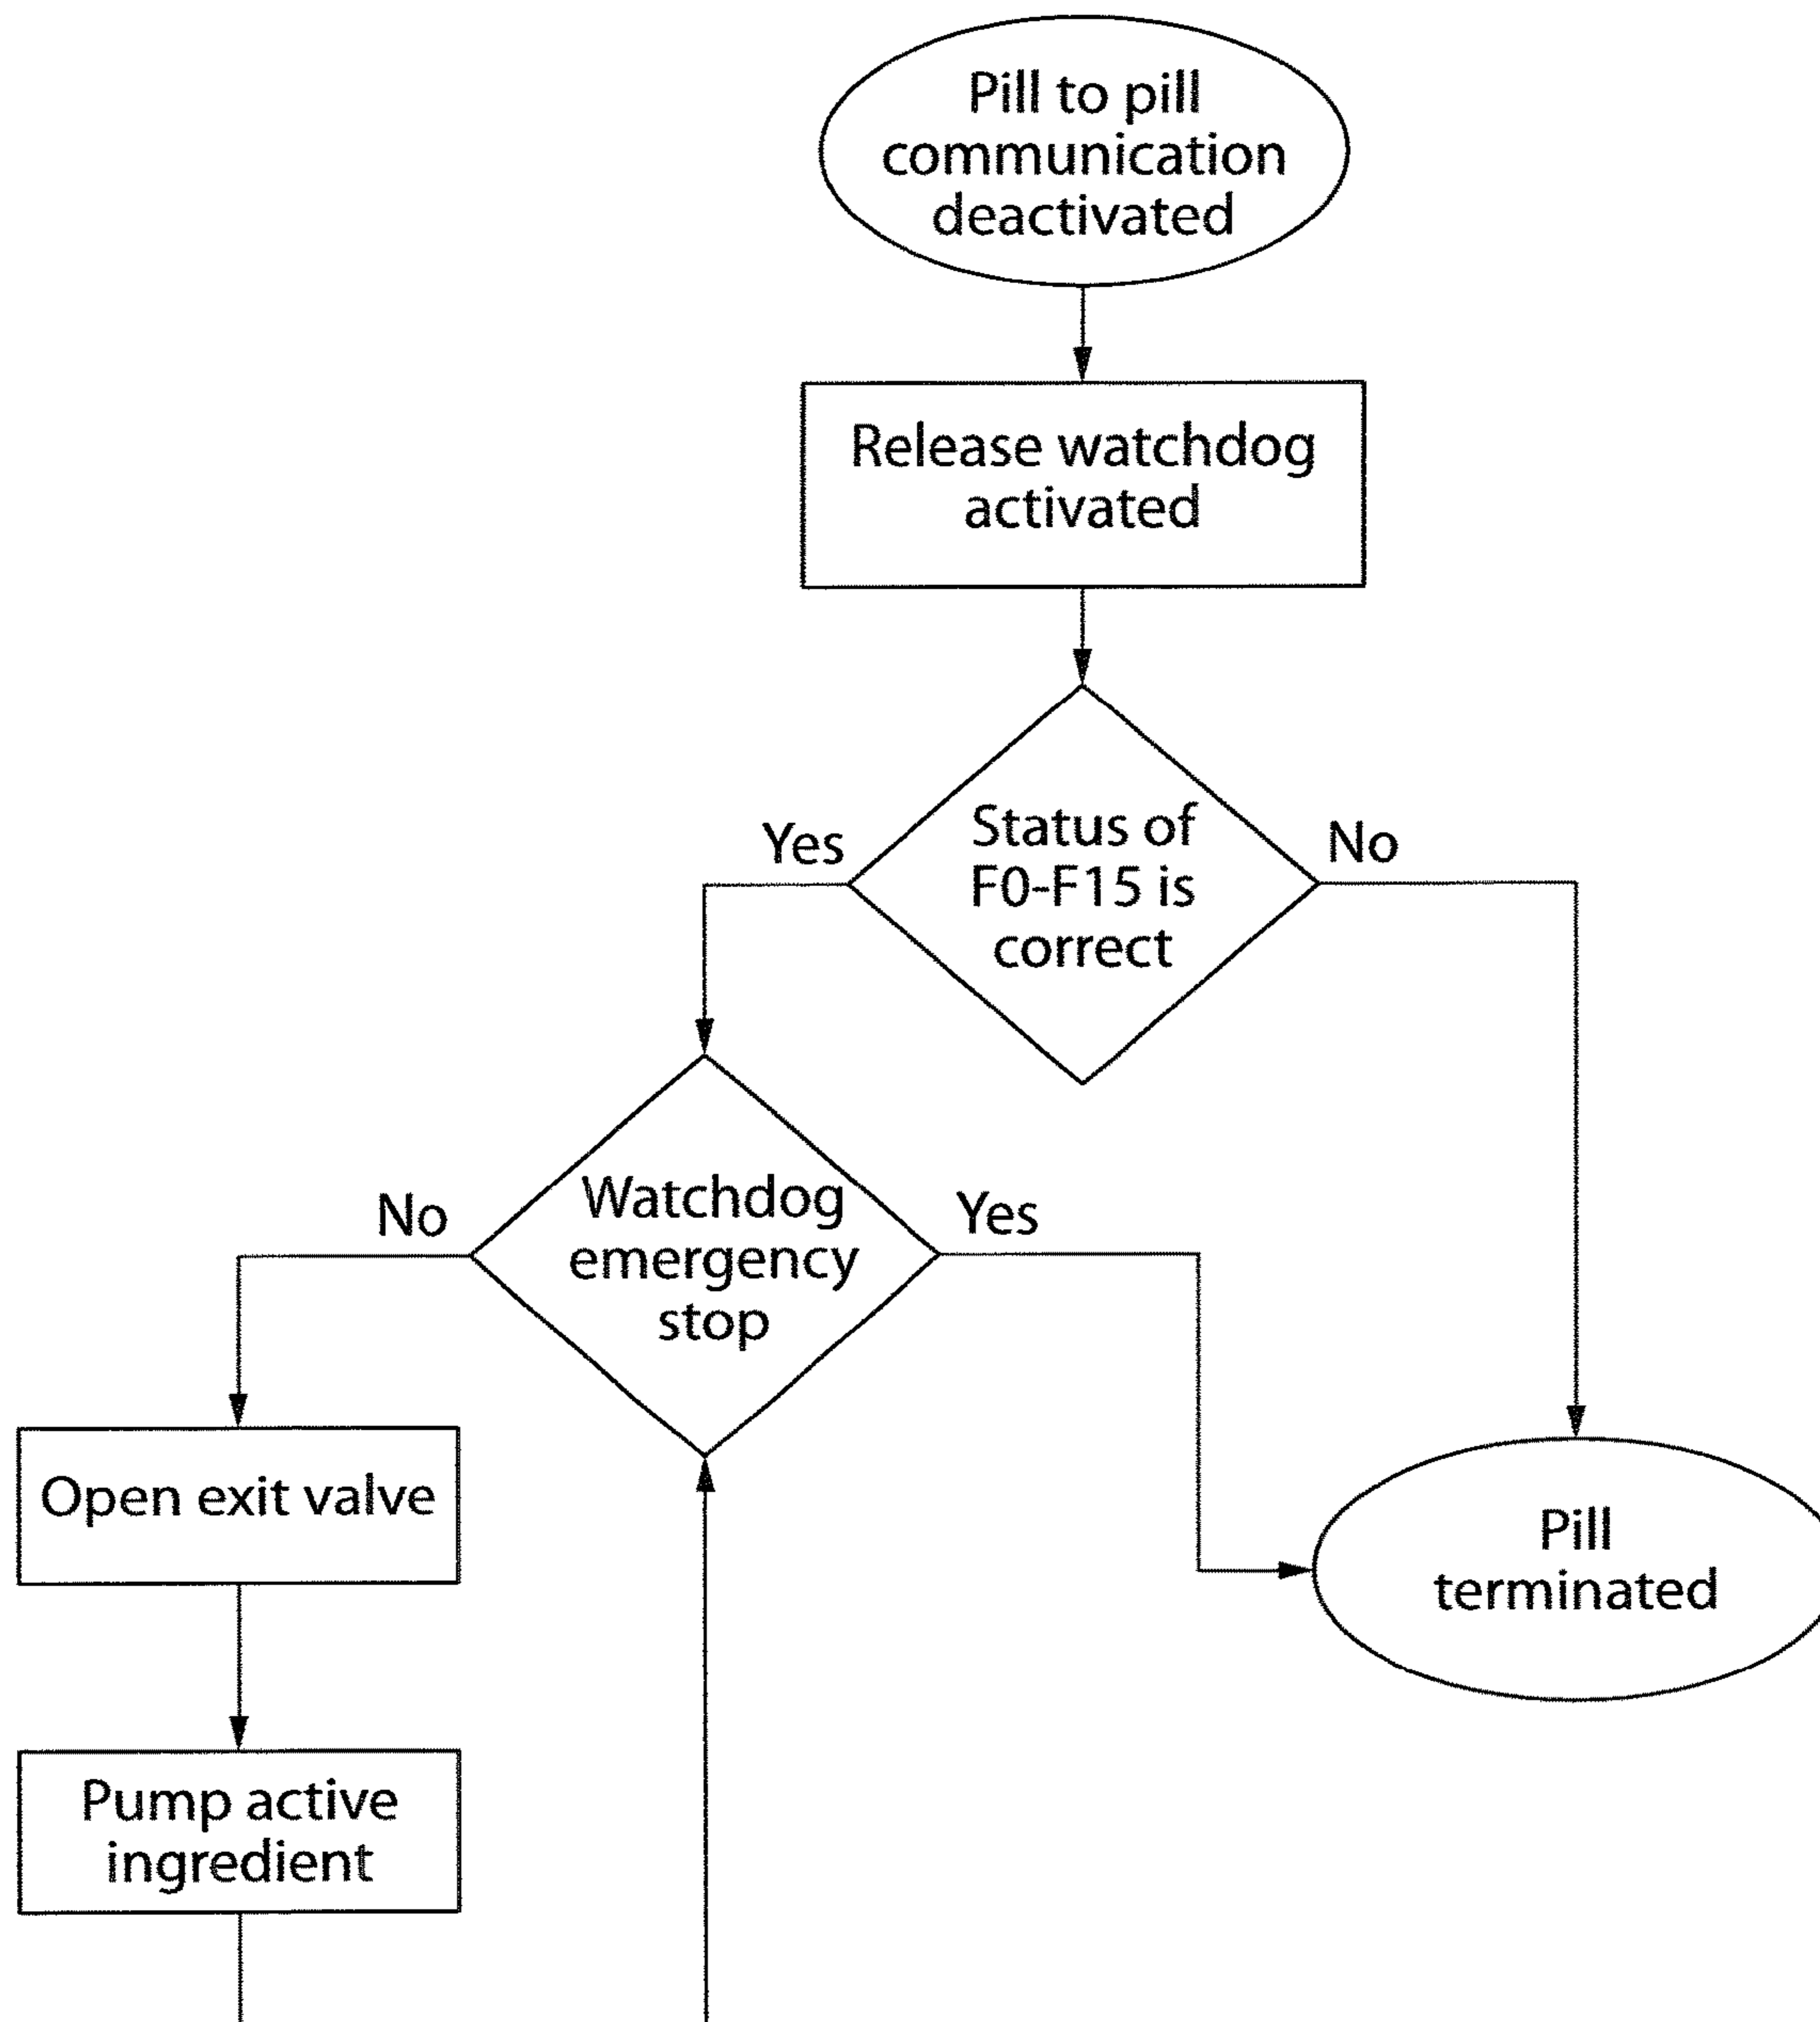 Pill to pill
communication
deactivated
Release watchdog
activated
Status of
F0-F15 is
correct
Yes
No
Watchdog
emergency
stop
No
Yes
Open exit valve
Pill
terminated
Pump active
ingredient